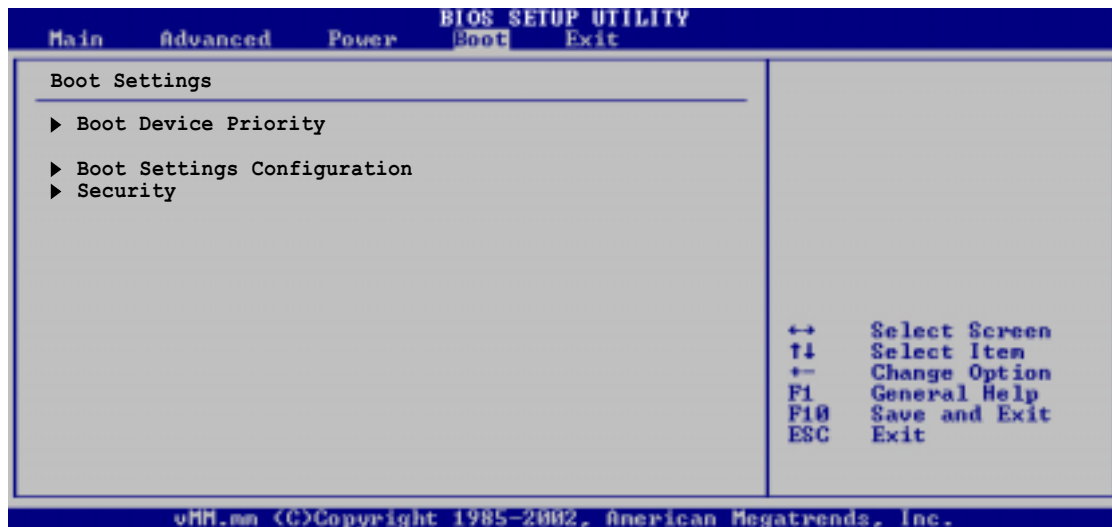 BIOS SETUP UTILITY
Main Advanced Power Boot Exit
Boot Settings
▶ Boot Device Priority
▶ Boot Settings Configuration
▶ Security
←→ Select Screen
↑↓ Select Item
+- Change Option
F1 General Help
F10 Save and Exit
ESC Exit
vMM.mm (C)Copyright 1985-2002, American Megatrends, Inc.